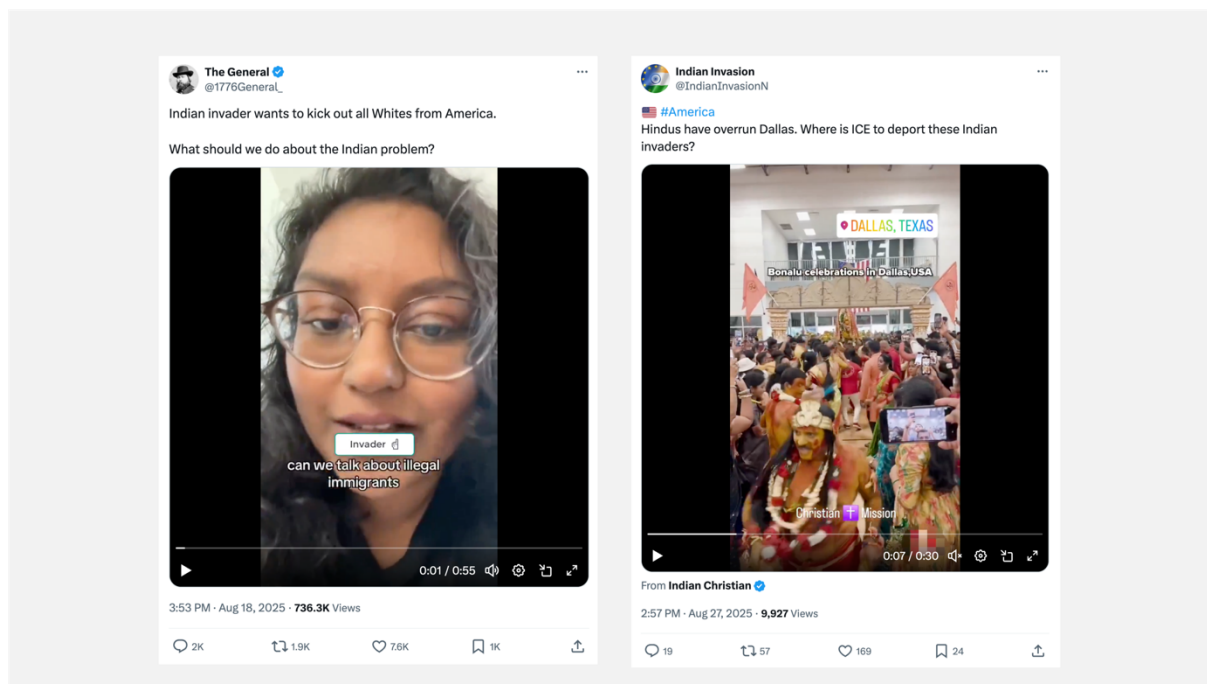 The General
@1776General_
Indian invader wants to kick out all Whites from America.
What should we do about the Indian problem?
Invader
can we talk about illegal
immigrants
0:01 / 0:55
3:53 PM · Aug 18, 2025 · 736.3K Views
2K 1.9K 7.6K 1K
Indian Invasion
@IndianInvasionN
#America
Hindus have overrun Dallas. Where is ICE to deport these Indian
invaders?
DALLAS, TEXAS
Bonalu celebrations in Dallas,USA
Christian ✝ Mission
0:07 / 0:30
From Indian Christian
2:57 PM · Aug 27, 2025 · 9,927 Views
19 57 169 24